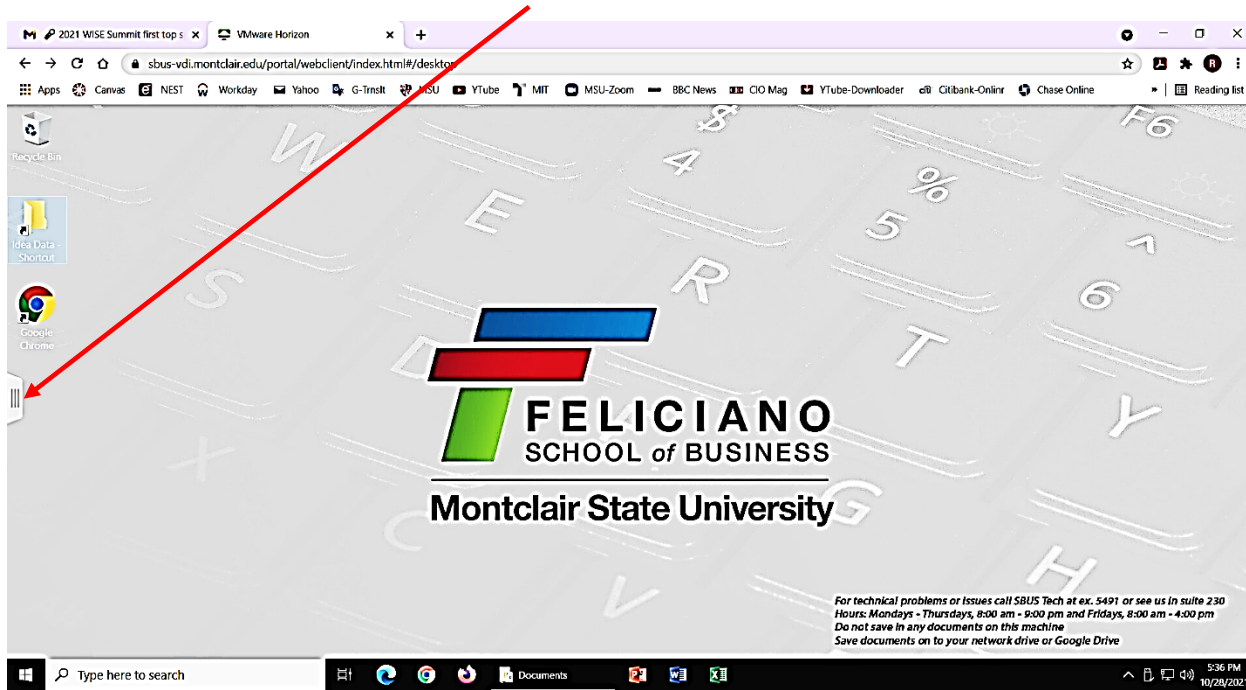 2021 WISE Summit first top s
VMware Horizon
sbus-vdi.montclair.edu/portal/webclient/index.html#/desktop
Apps Canvas NEST Workday Yahoo G-Trnslt MSU YTube MIT MSU-Zoom BBC News CIO Mag YTube-Downloader Citibank-Onlinr Chase Online » Reading list
Recycle Bin
Idea Data -
Shortcut
Google
Chrome
W
E
R
$
4
%
5
F6
^
6
S
D
T
Y
X
C
G
V
H
FELICIANO
SCHOOL of BUSINESS
Montclair State University
For technical problems or issues call SBUS Tech at ex. 5491 or see us in suite 230
Hours: Mondays - Thursdays, 8:00 am - 9:00 pm and Fridays, 8:00 am - 4:00 pm
Do not save in any documents on this machine
Save documents on to your network drive or Google Drive
Type here to search
Documents
5:36 PM
10/28/2021